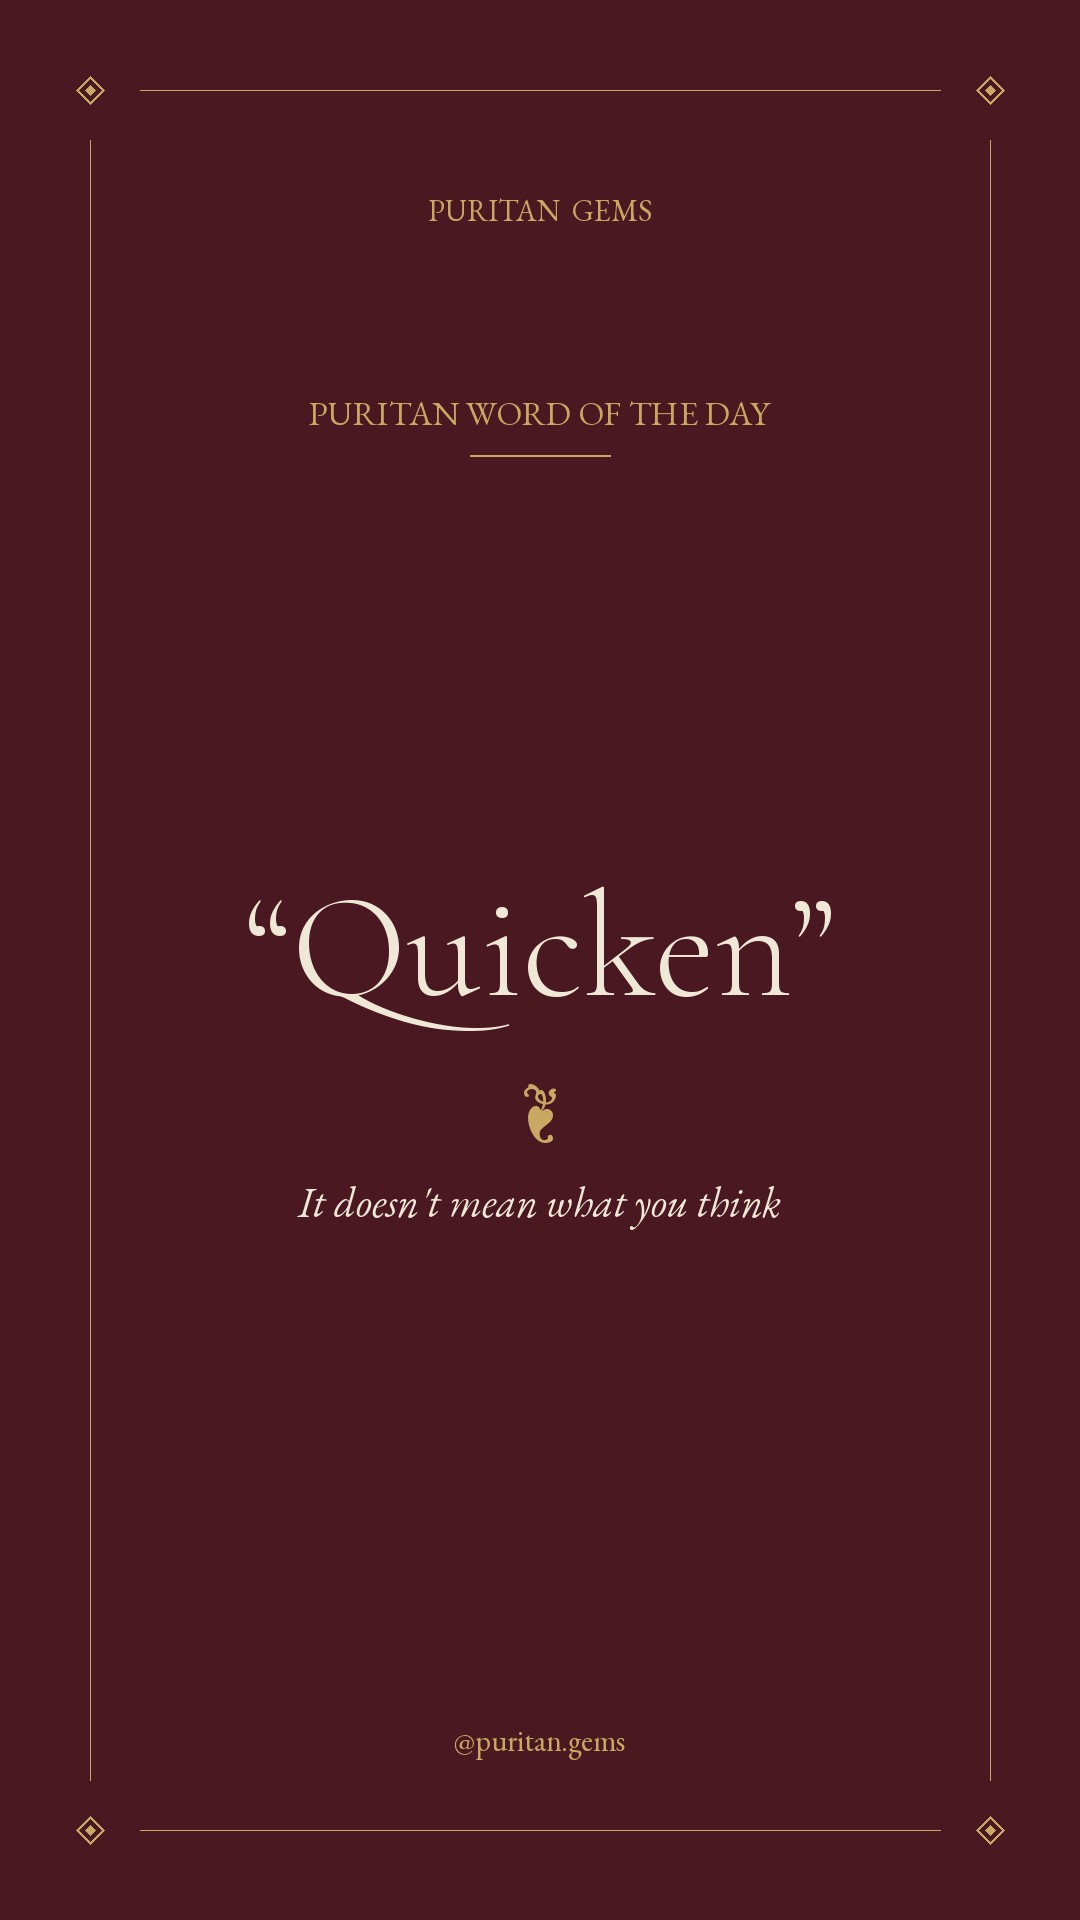 PURITAN GEMS
PURITAN WORD OF THE DAY
“Quicken”
It doesn't mean what you think
@puritan.gems